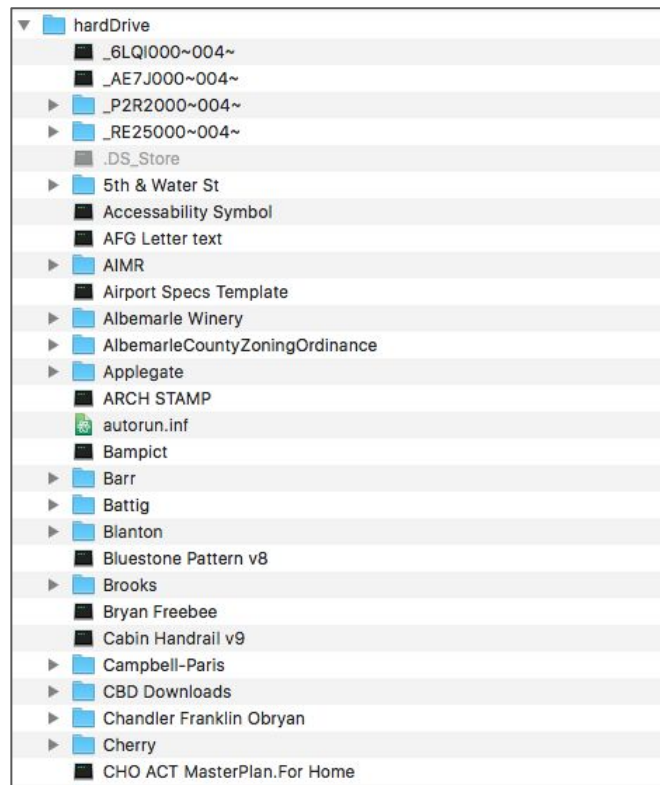 hardDrive
_6LQI000~004~
_AE7J000~004~
_P2R2000~004~
_RE25000~004~
.DS_Store
5th & Water St
Accessability Symbol
AFG Letter text
AIMR
Airport Specs Template
Albemarle Winery
AlbemarleCountyZoningOrdinance
Applegate
ARCH STAMP
autorun.inf
Bampict
Barr
Battig
Blanton
Bluestone Pattern v8
Brooks
Bryan Freebee
Cabin Handrail v9
Campbell-Paris
CBD Downloads
Chandler Franklin Obryan
Cherry
CHO ACT MasterPlan.For Home